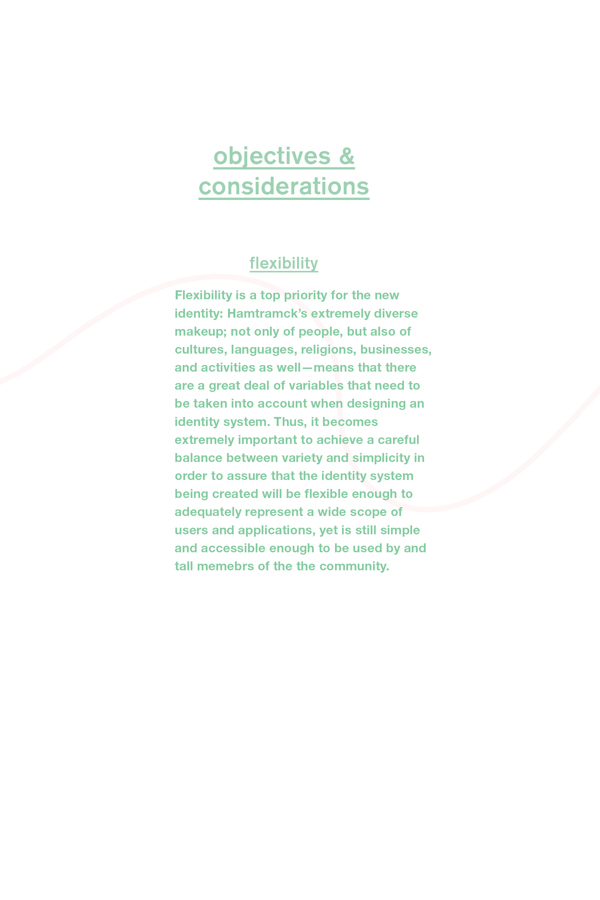 objectives &
considerations
flexibility
Flexibility is a top priority for the new
identity: Hamtramck’s extremely diverse
makeup; not only of people, but also of
cultures, languages, religions, businesses,
and activities as well—means that there
are a great deal of variables that need to
be taken into account when designing an
identity system. Thus, it becomes
extremely important to achieve a careful
balance between variety and simplicity in
order to assure that the identity system
being created will be flexible enough to
adequately represent a wide scope of
users and applications, yet is still simple
and accessible enough to be used by and
tall memebrs of the the community.